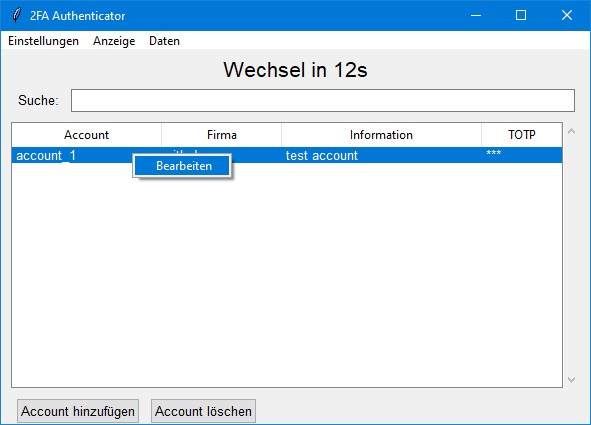 2FA Authenticator
Einstellungen Anzeige Daten
Wechsel in 12s
Suche:
Account Firma Information TOTP
account_1 test account ***
Bearbeiten
Account hinzufügen Account löschen